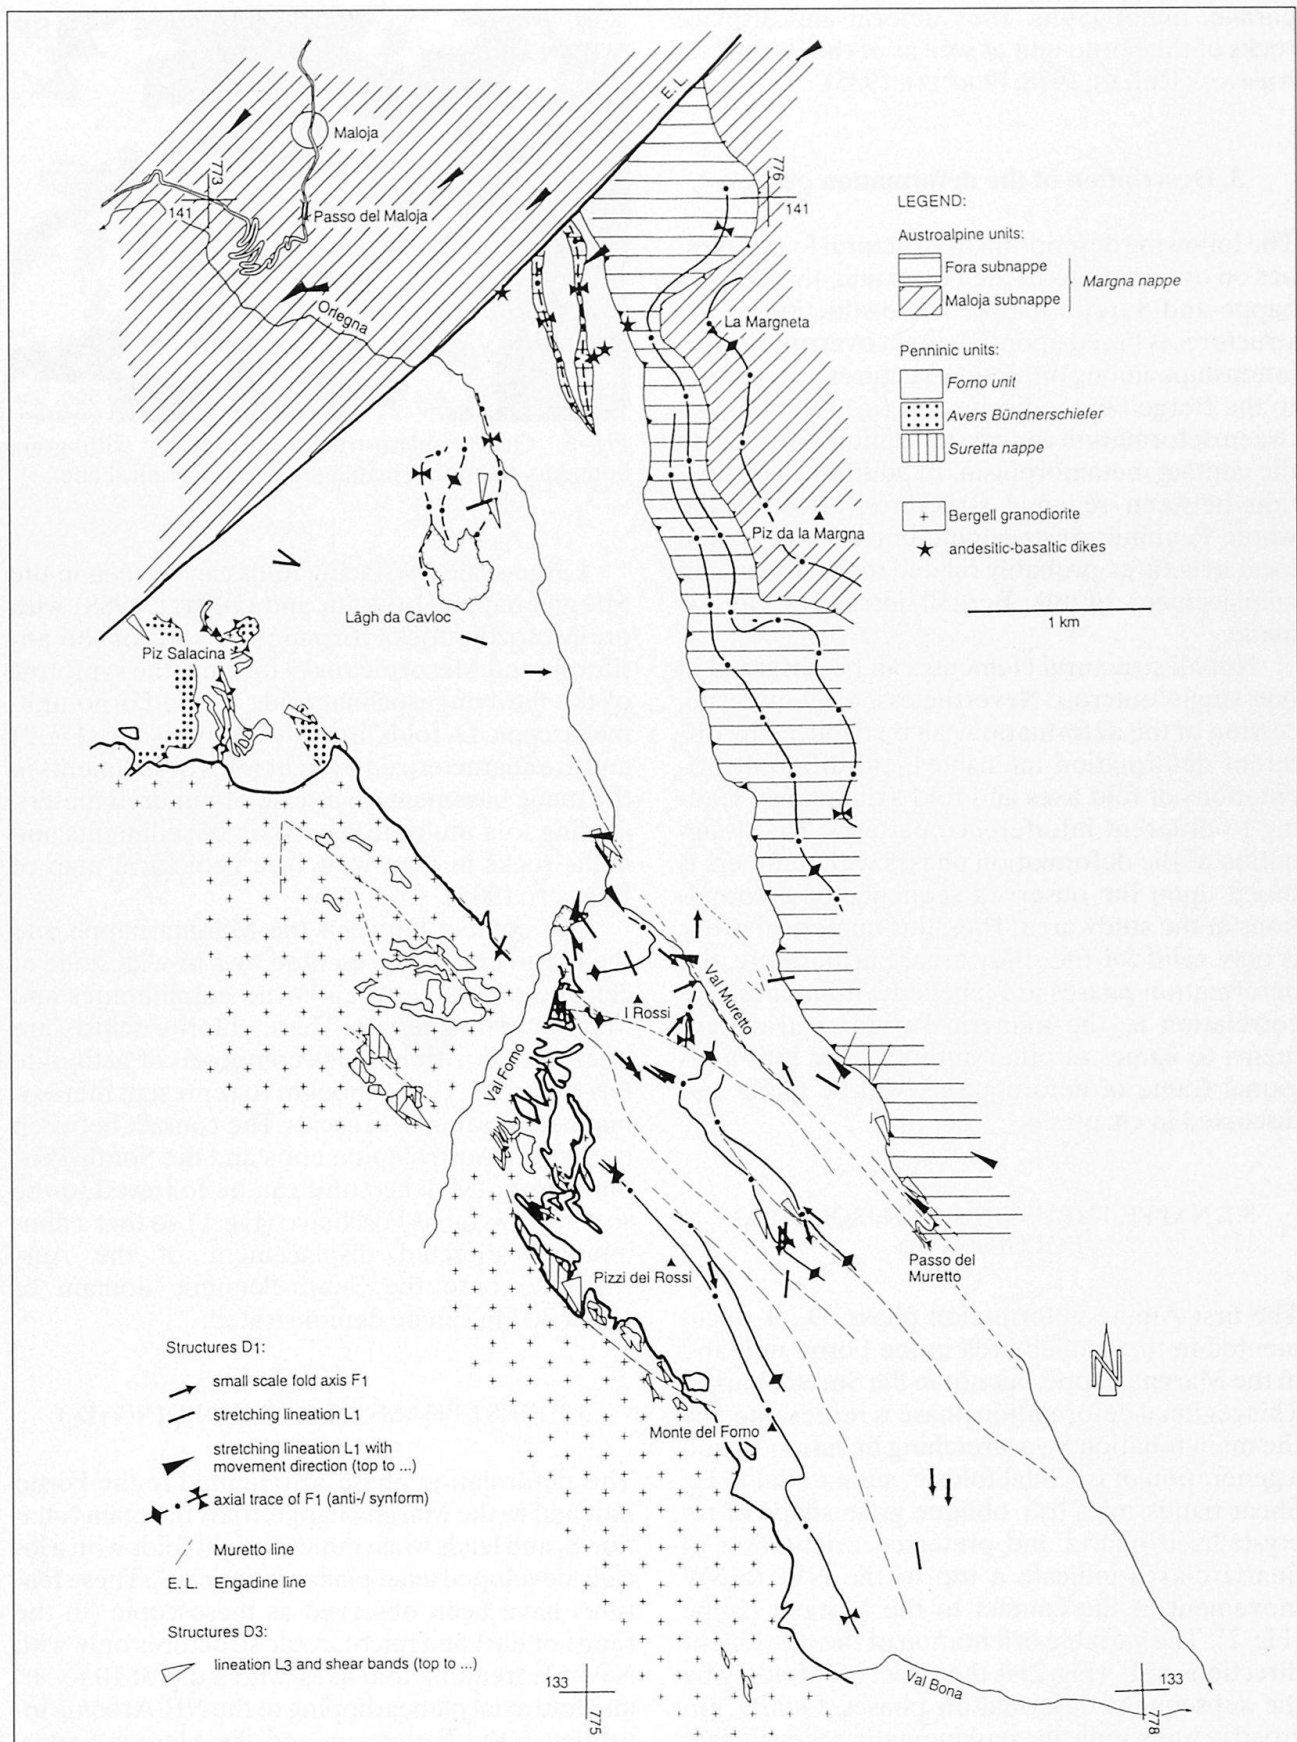 E. L.
Maloja
773
776
141
Passo del Maloja
141
LEGEND:
Austroalpine units:
Fora subnappe
Maloja subnappe
Margna nappe
Orlegna
La Margneta
Penninic units:
Forno unit
Avers Bündnerschiefer
Suretta nappe
Bergell granodiorite
andesitic-basaltic dikes
Piz da la Margna
1 km
Lägh da Cavloc
Piz Salacina
Val Muretto
I Rossi
Val Forno
Passo del
Muretto
Pizzi dei Rossi
N
Structures D1:
small scale fold axis F1
stretching lineation L1
stretching lineation L1 with
movement direction (top to ...)
axial trace of F1 (anti-/ synform)
Muretto line
E. L. Engadine line
Structures D3:
lineation L3 and shear bands (top to ...)
Monte del Forno
Val Bona
133
775
133
778